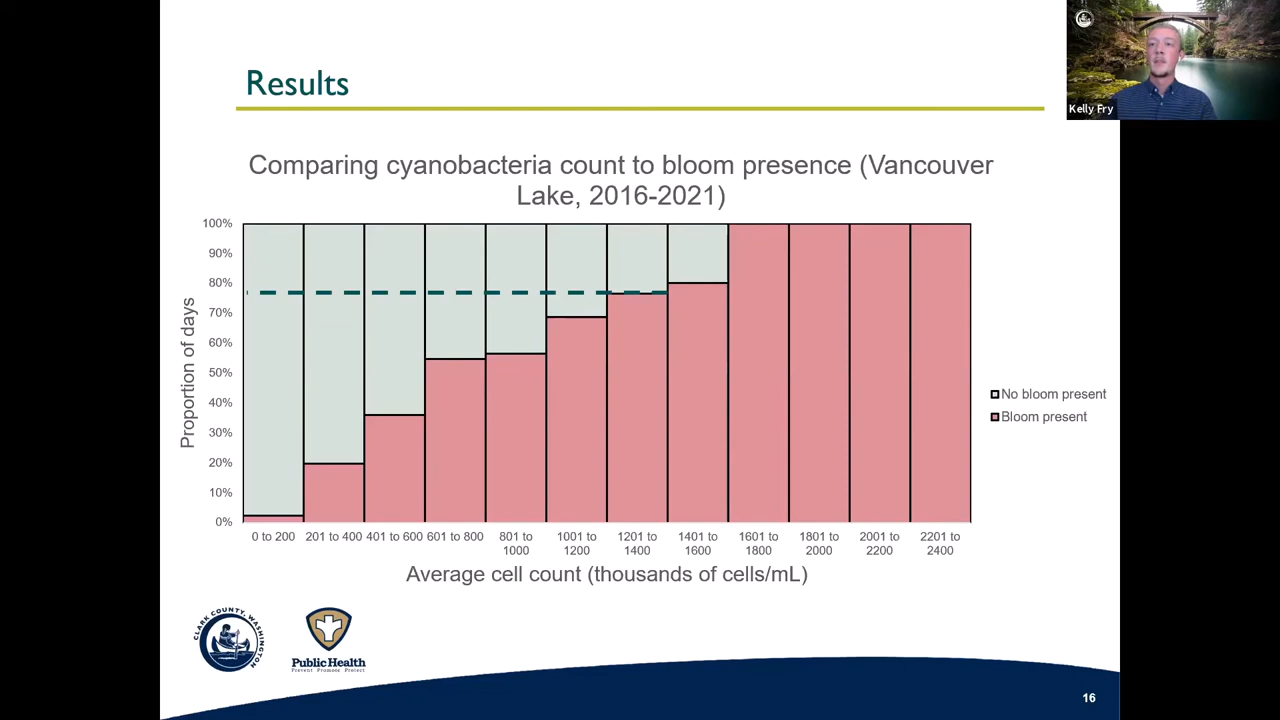 Results
Kelly Fry
Comparing cyanobacteria count to bloom presence (Vancouver
Lake, 2016-2021)
100%
90%
80%
70%
60%
50%
40%
30%
20%
10%
0%
Proportion of days
No bloom present
Bloom present
0 to 200 201 to 400 401 to 600 601 to 800 801 to 1001 to 1201 to 1401 to 1601 to 1801 to 2001 to 2201 to
1000 1200 1400 1600 1800 2000 2200 2400
Average cell count (thousands of cells/mL)
CLARK COUNTY, WASHINGTON
Public Health
Prevent Promote Protect
16